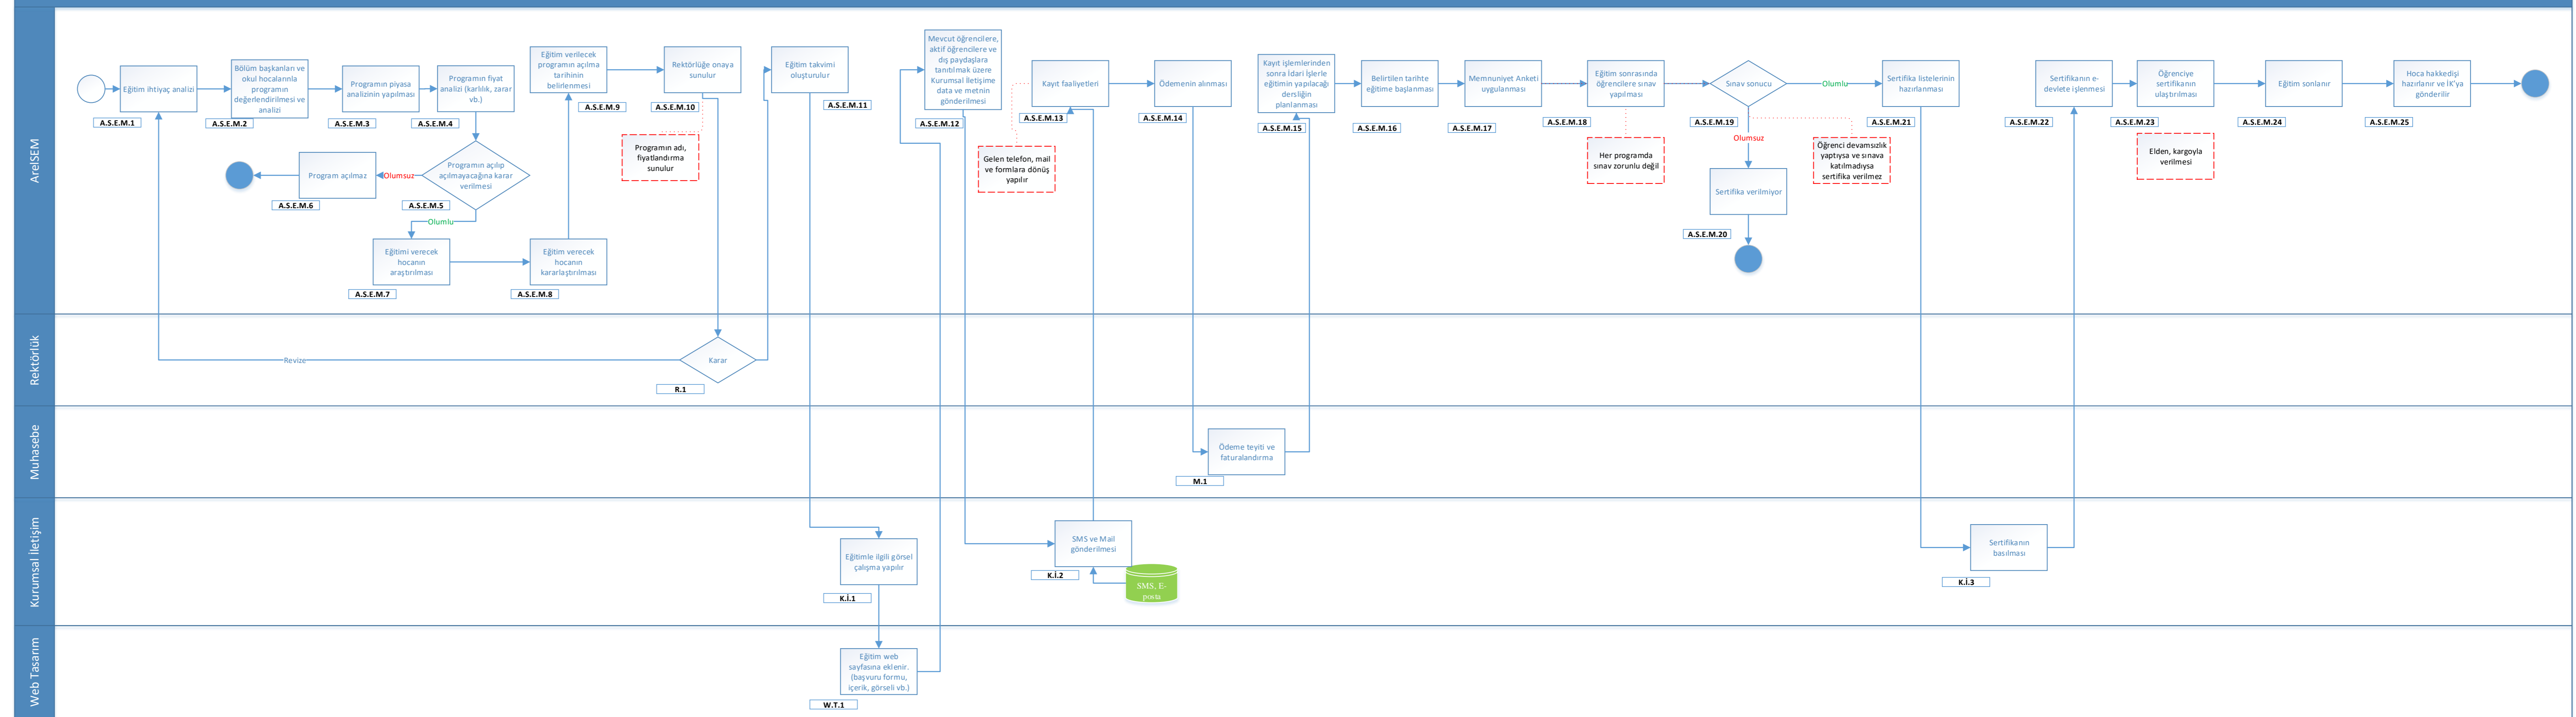 ArelSEM
Eğitim ihtiyaç analizi
A.S.E.M.1
Bölüm başkanları ve
okul hocalarınla
programın
değerlendirilmesi ve
analizi
A.S.E.M.2
Programın piyasa
analizinin yapılması
A.S.E.M.3
Programın fiyat
analizi (karlılık, zarar
vb.)
A.S.E.M.4
Programın açılıp
açılmayacağına karar
verilmesi
A.S.E.M.5
Olumsuz
Program açılmaz
A.S.E.M.6
Olumlu
Eğitimi verecek
hocanın
araştırılması
A.S.E.M.7
Eğitim verecek
hocanın
kararlaştırılması
A.S.E.M.8
Eğitim verilecek
programın açılma
tarihinin
belirlenmesi
A.S.E.M.9
Rektörlüğe onaya
sunulur
A.S.E.M.10
Programın adı,
fiyatlandırma
sunulur
Eğitim takvimi
oluşturulur
A.S.E.M.11
Mevcut öğrencilere,
aktif öğrencilere ve
dış paydaşlara
tanıtılmak üzere
Kurumsal İletişime
data ve metnin
gönderilmesi
A.S.E.M.12
Kayıt faaliyetleri
A.S.E.M.13
Gelen telefon, mail
ve formlara dönüş
yapılır
Ödemenin alınması
A.S.E.M.14
Kayıt işlemlerinden
sonra İdari İşlerle
eğitimin yapılacağı
dersliğin
planlanması
A.S.E.M.15
Belirtilen tarihte
eğitime başlanması
A.S.E.M.16
Memnuniyet Anketi
uygulanması
A.S.E.M.17
Eğitim sonrasında
öğrencilere sınav
yapılması
A.S.E.M.18
Her programda
sınav zorunlu değil
Sınav sonucu
A.S.E.M.19
Olumlu
Olumsuz
Öğrenci devamsızlık
yaptıysa ve sınava
katılmadıysa
sertifika verilmez
Sertifika verilmiyor
A.S.E.M.20
Sertifika listelerinin
hazırlanması
A.S.E.M.21
Sertifikanın e-
devlete işlenmesi
A.S.E.M.22
Öğrenciye
sertifikanın
ulaştırılması
A.S.E.M.23
Elden, kargoyla
verilmesi
Eğitim sonlanır
A.S.E.M.24
Hoca hakkedişi
hazırlanır ve İK'ya
gönderilir
A.S.E.M.25
Rektörlük
Revize
Karar
R.1
Muhasebe
Ödeme teyiti ve
faturalandırma
M.1
Kurumsal İletişim
Eğitimle ilgili görsel
çalışma yapılır
K.İ.1
SMS ve Mail
gönderilmesi
K.İ.2
SMS, E-
posta
Sertifikanın
basılması
K.İ.3
Web Tasarım
Eğitim web
sayfasına eklenir.
(başvuru formu,
içerik, görseli vb.)
W.T.1